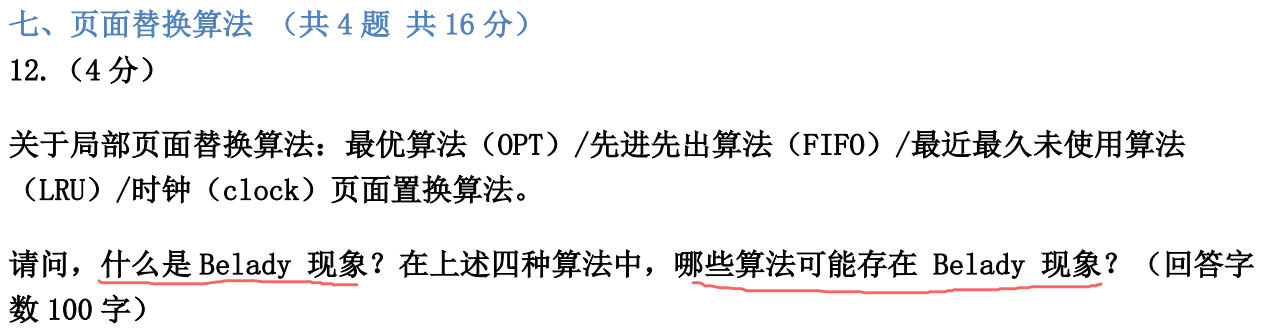 七、页面替换算法 （共 4 题 共 16 分）
12. （4 分）
关于局部页面替换算法：最优算法（OPT）/先进先出算法（FIFO）/最近最久未使用算法
（LRU）/时钟（clock）页面置换算法。
请问，什么是 Belady 现象？在上述四种算法中，哪些算法可能存在 Belady 现象？（回答字
数 100 字）